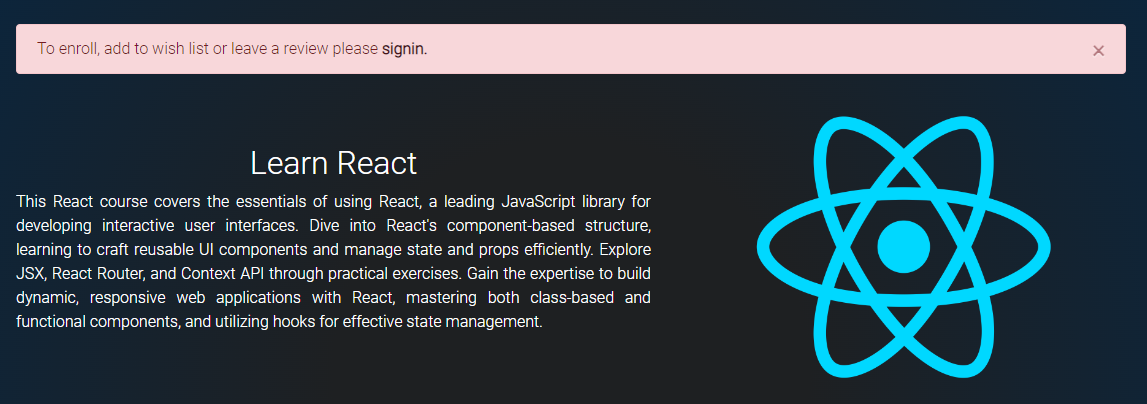 To enroll, add to wish list or leave a review please signin.
×
Learn React
This React course covers the essentials of using React, a leading JavaScript library for
developing interactive user interfaces. Dive into React's component-based structure,
learning to craft reusable UI components and manage state and props efficiently. Explore
JSX, React Router, and Context API through practical exercises. Gain the expertise to build
dynamic, responsive web applications with React, mastering both class-based and
functional components, and utilizing hooks for effective state management.